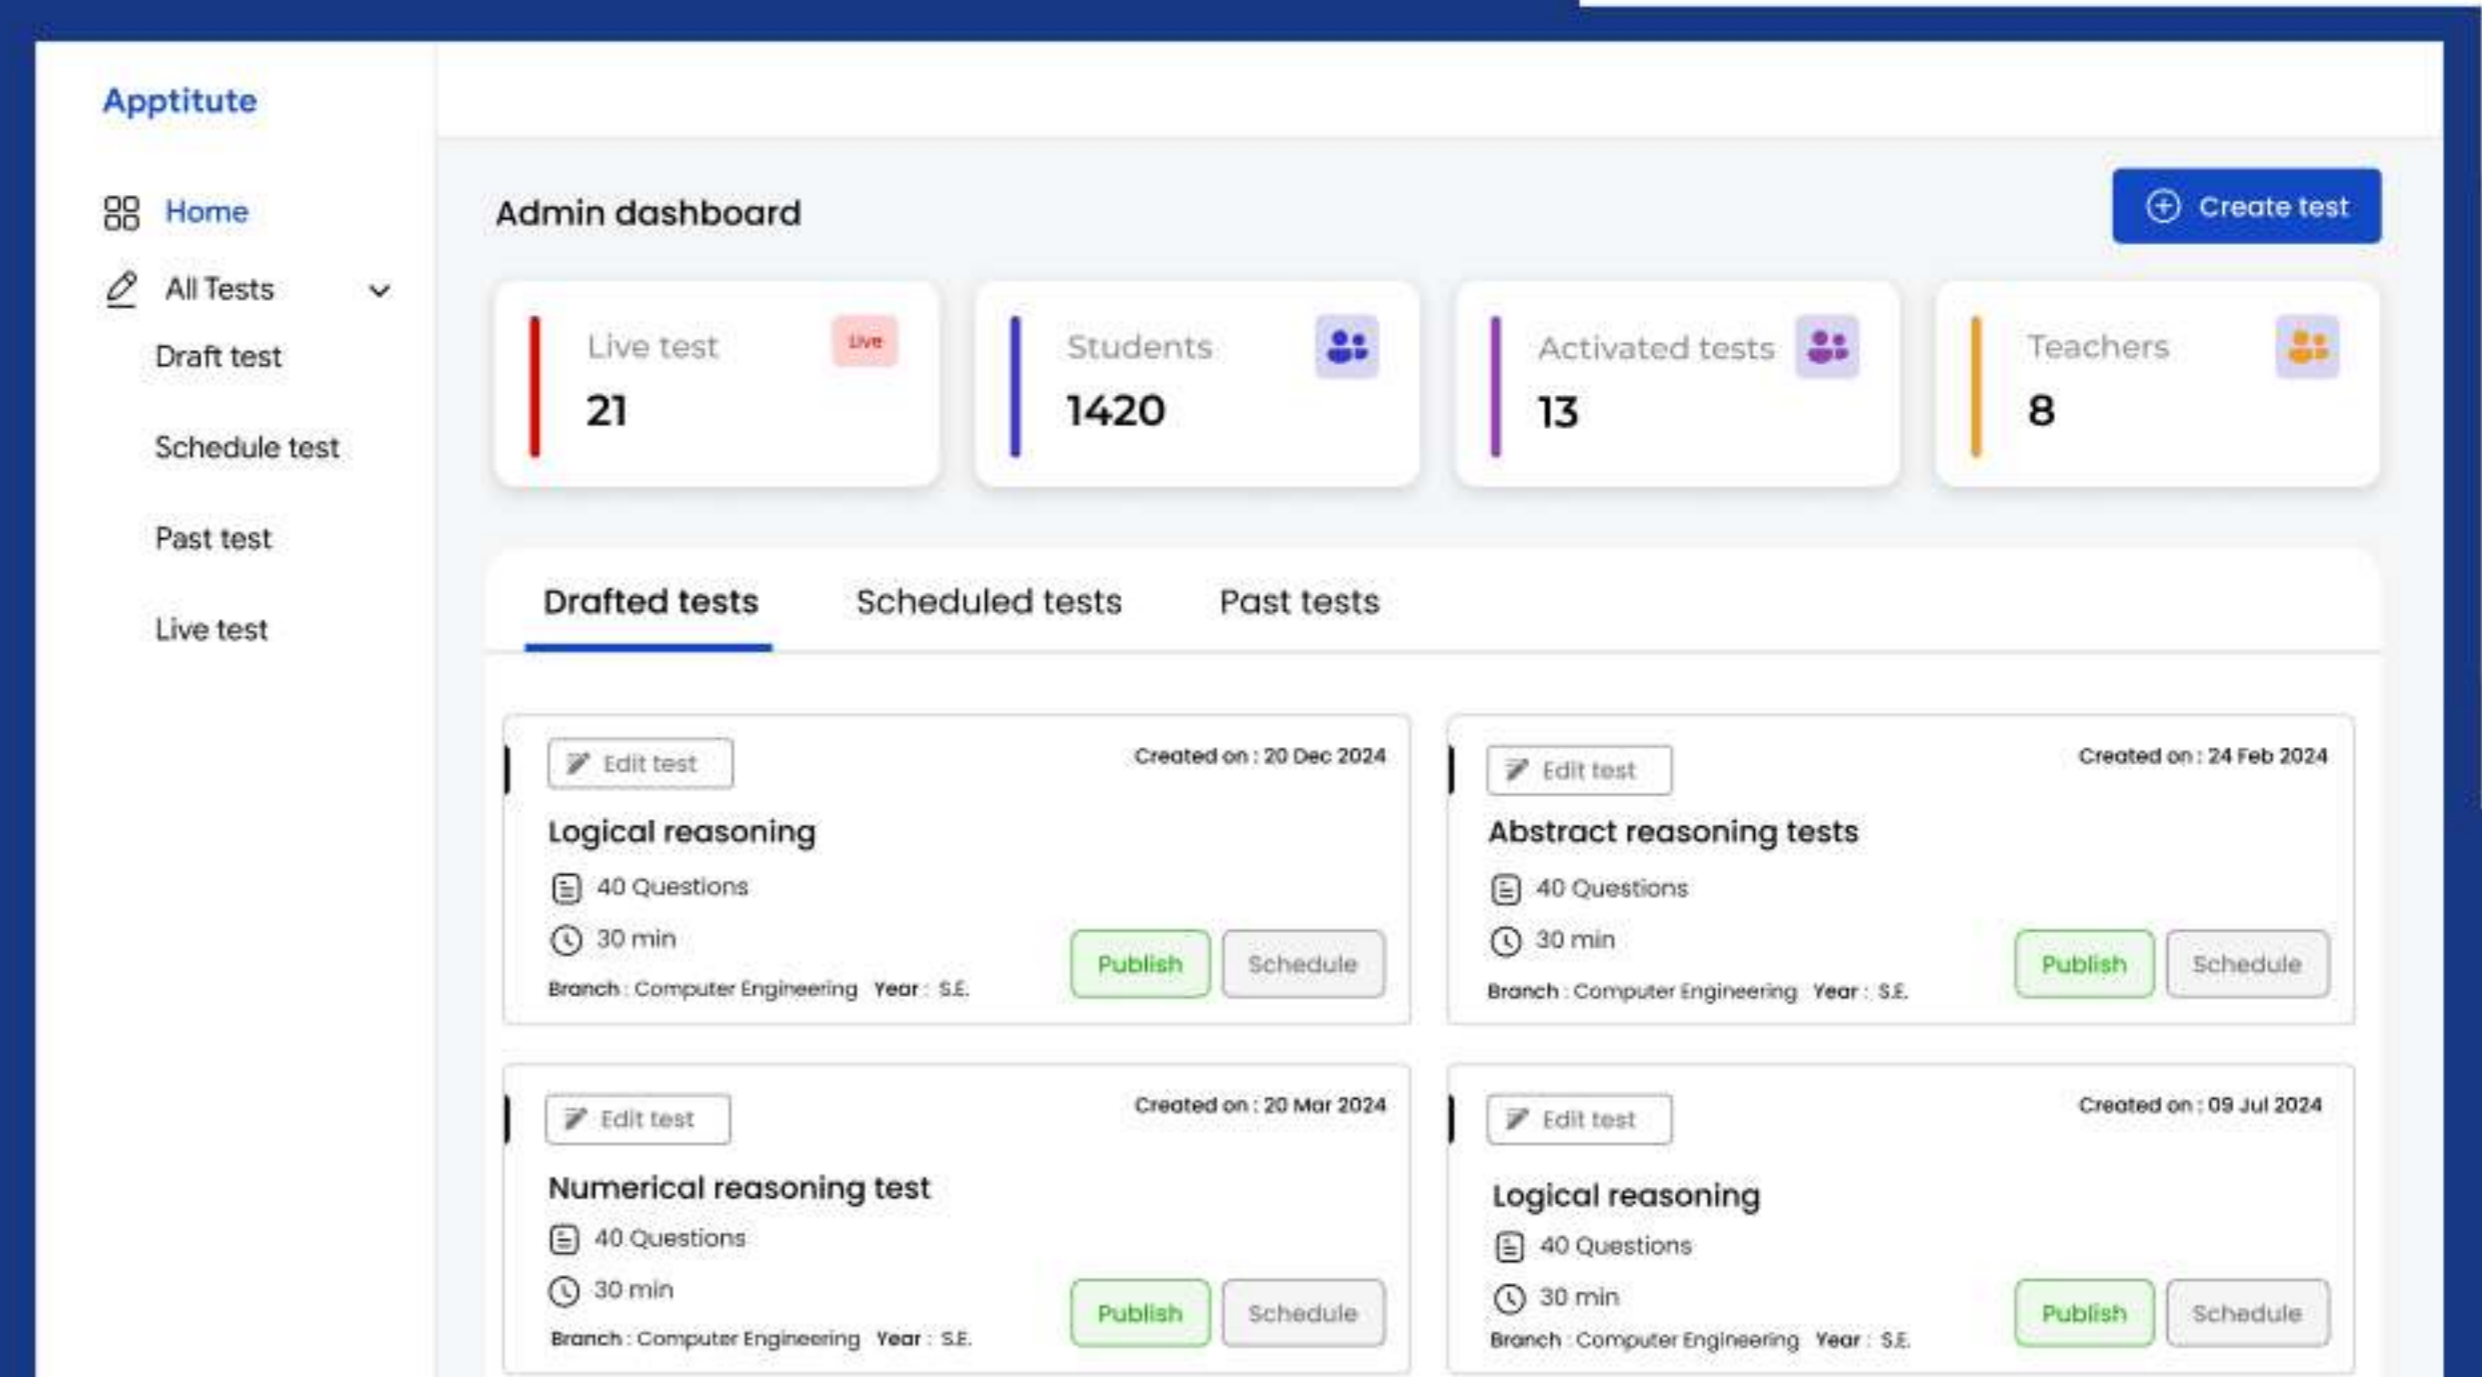 Apptitute
Home
All Tests
Draft test
Schedule test
Past test
Live test
Admin dashboard
Create test
Live test
Live
21
Students
1420
Activated tests
13
Teachers
8
Drafted tests
Scheduled tests
Past tests
Edit test
Created on : 20 Dec 2024
Logical reasoning
40 Questions
30 min
Branch : Computer Engineering Year : S.E.
Publish
Schedule
Edit test
Created on : 24 Feb 2024
Abstract reasoning tests
40 Questions
30 min
Branch : Computer Engineering Year : S.E.
Publish
Schedule
Edit test
Created on : 20 Mar 2024
Numerical reasoning test
40 Questions
30 min
Branch : Computer Engineering Year : S.E.
Publish
Schedule
Edit test
Created on : 09 Jul 2024
Logical reasoning
40 Questions
30 min
Branch : Computer Engineering Year : S.E.
Publish
Schedule